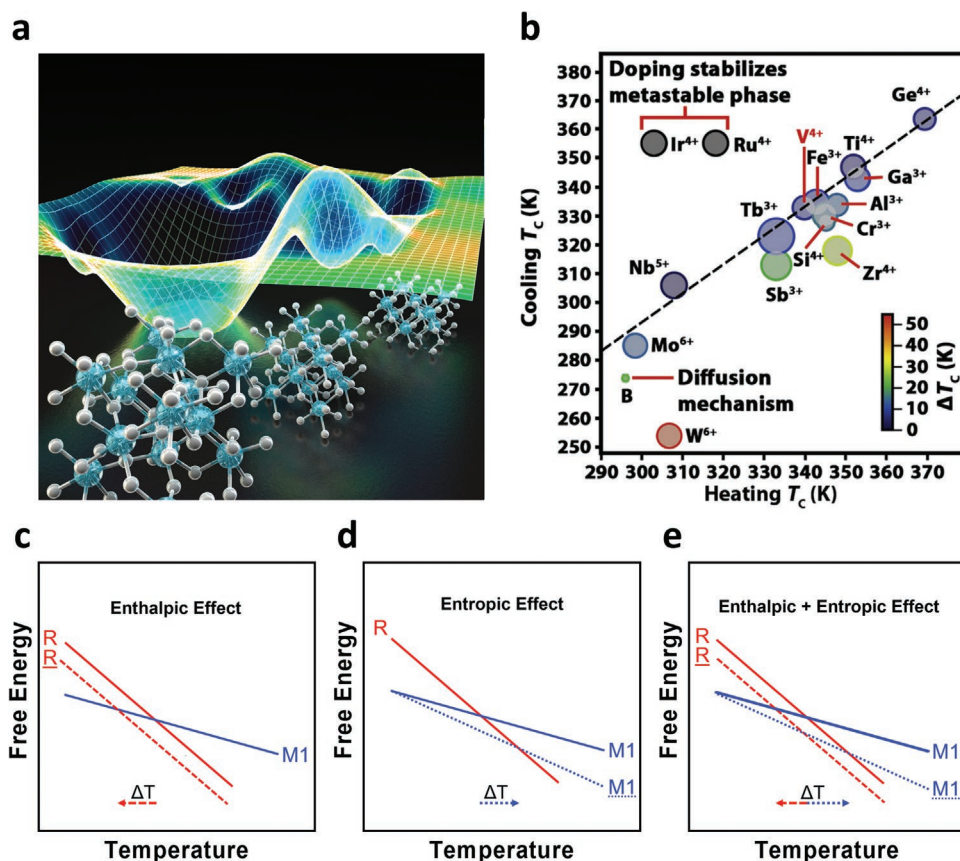 a
b
Doping stabilizes
metastable phase
Ir⁴⁺
Ru⁴⁺
V⁴⁺
Fe³⁺
Ti⁴⁺
Ge⁴⁺
Ga³⁺
Al³⁺
Cr³⁺
Tb³⁺
Si⁴⁺
Zr⁴⁺
Sb³⁺
Nb⁵⁺
Mo⁶⁺
B
Diffusion
mechanism
W⁶⁺
Cooling T_C (K)
380
370
360
350
340
330
320
310
300
290
280
270
260
250
290 300 310 320 330 340 350 360 370
Heating T_C (K)
50
40
30
20
10
0
ΔT_C (K)
c
Enthalpic Effect
R
R
M1
ΔT
Free Energy
Temperature
d
Entropic Effect
R
M1
M1
ΔT
Free Energy
Temperature
e
Enthalpic + Entropic Effect
R
R
M1
M1
ΔT
Free Energy
Temperature